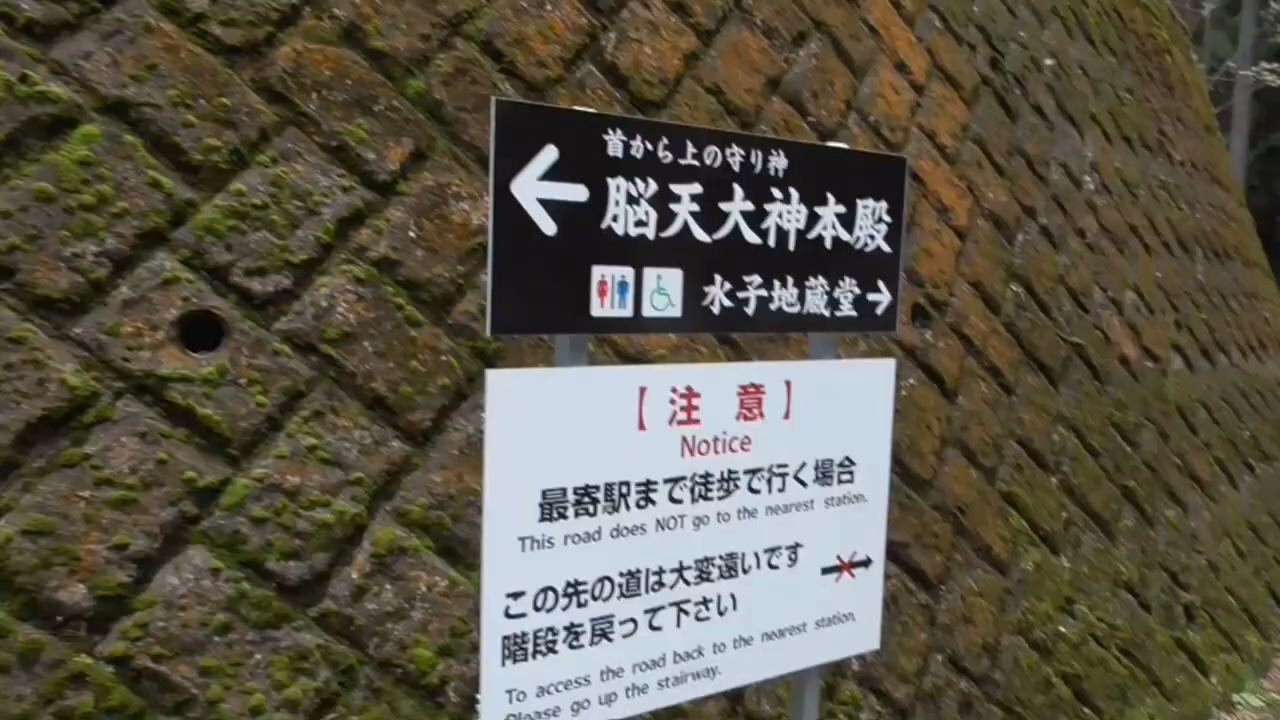 首から上の守り神
脳天大神本殿
水子地蔵堂
【注 意】
Notice
最寄駅まで徒歩で行く場合
This road does NOT go to the nearest station.
この先の道は大変遠いです
階段を戻って下さい
To access the road back to the nearest station,
Please go up the stairway.